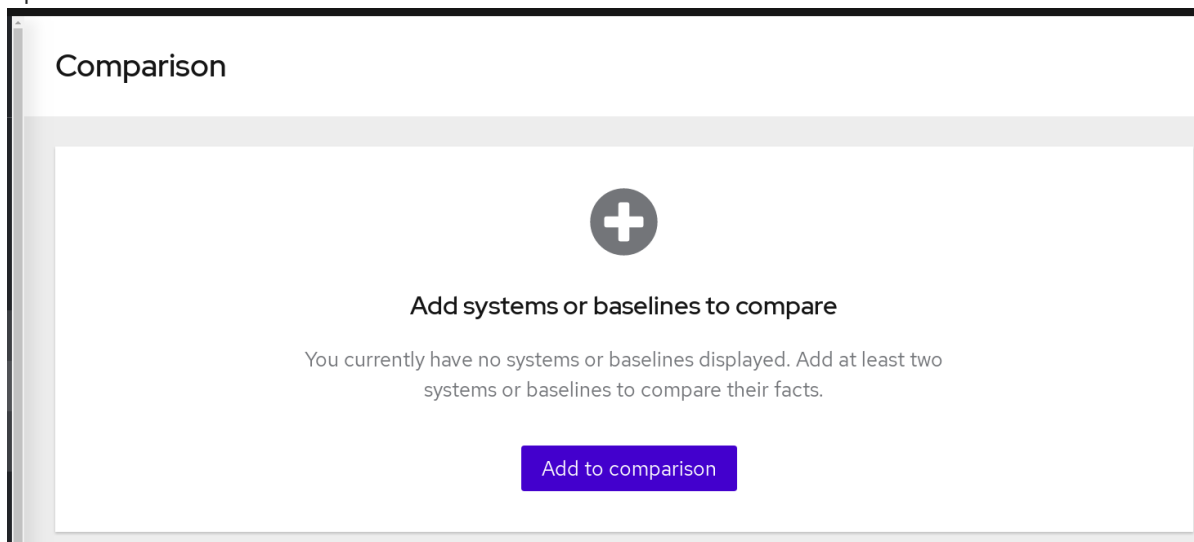 Comparison
Add systems or baselines to compare
You currently have no systems or baselines displayed. Add at least two
systems or baselines to compare their facts.
Add to comparison